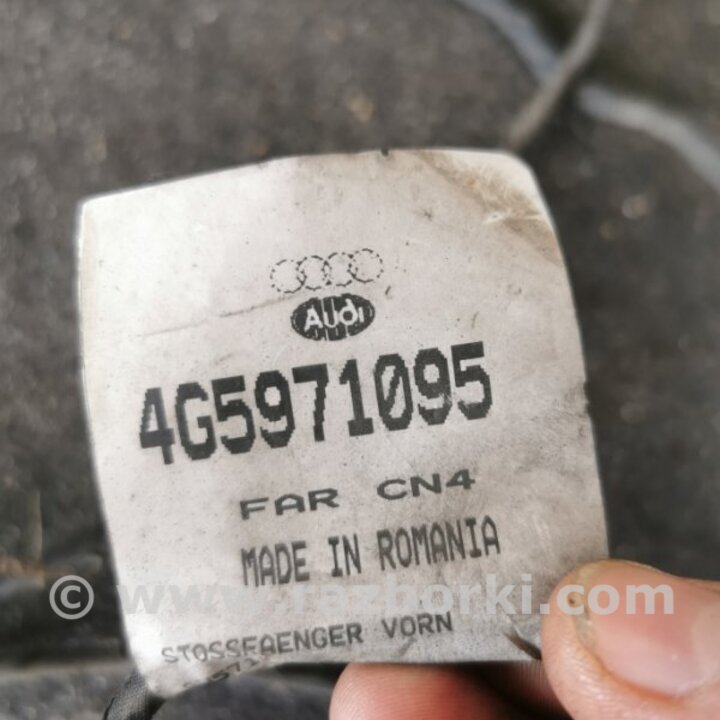 Audi
4G5971095
FAR CN4
MADE IN ROMANIA
© www.razborki.com
STOSSFAENGER VORN